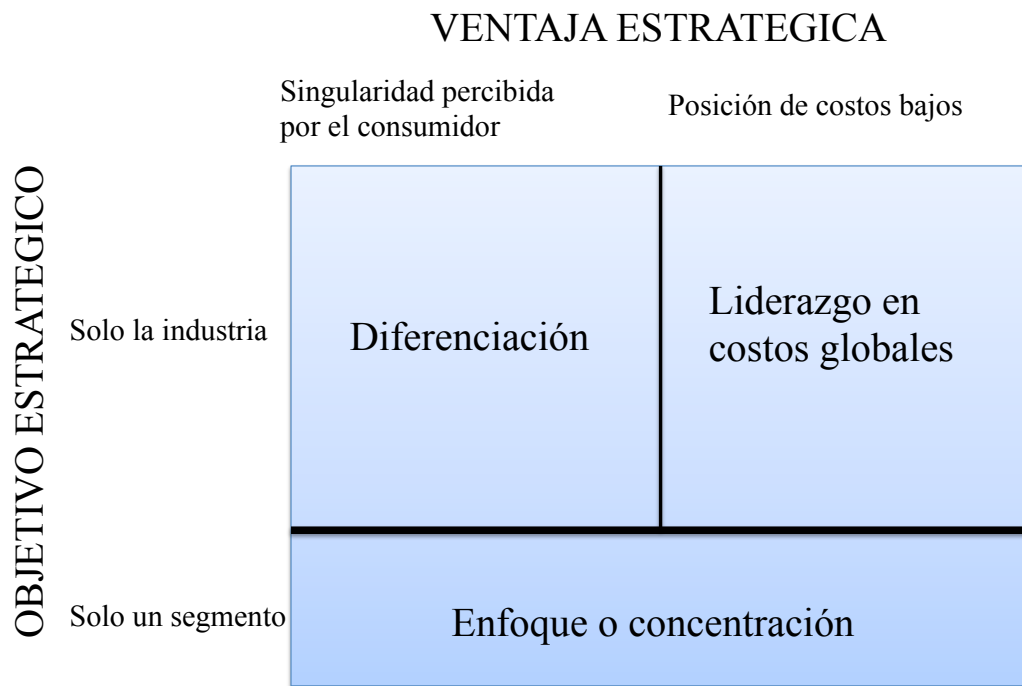 VENTAJA ESTRATEGICA
Singularidad percibida
por el consumidor
Posición de costos bajos
OBJETIVO ESTRATEGICO
Solo la industria
Diferenciación
Liderazgo en
costos globales
Solo un segmento
Enfoque o concentración